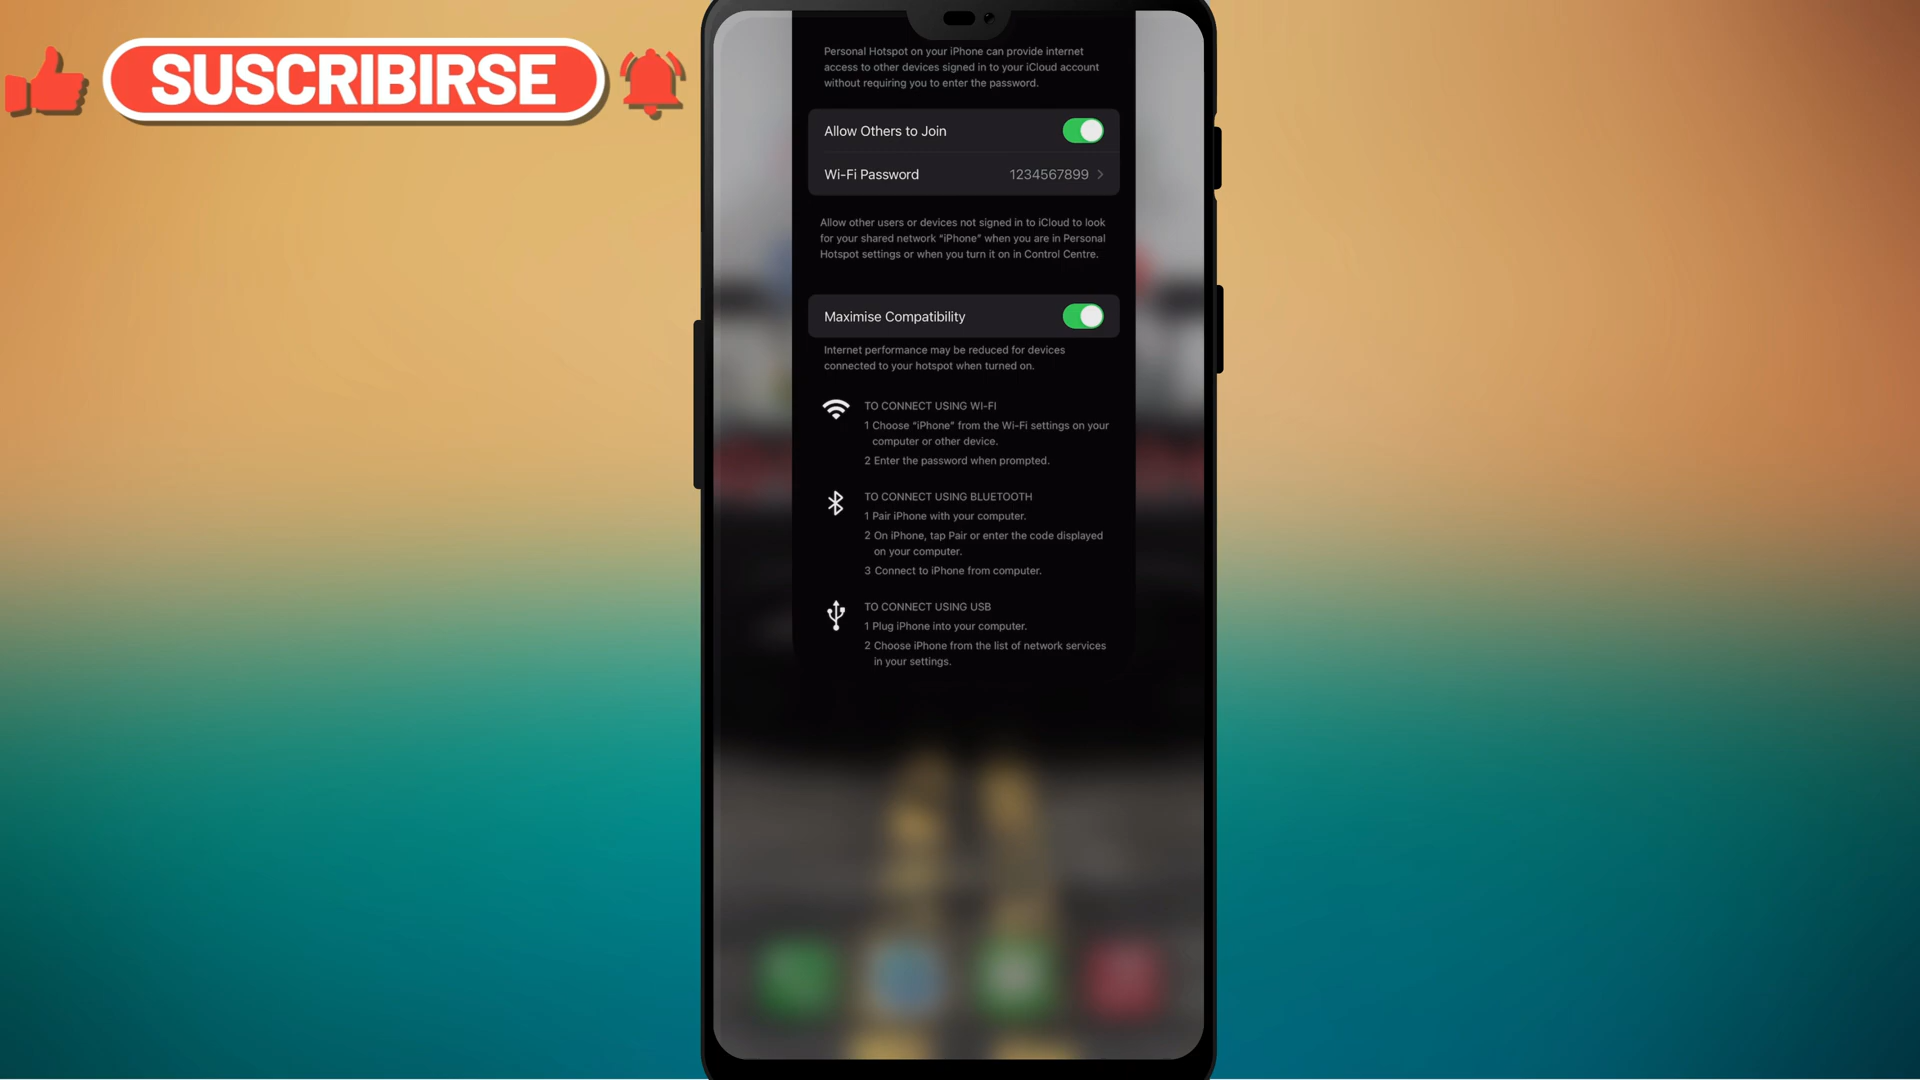 SUSCRIBIRSE
Personal Hotspot on your iPhone can provide internet
access to other devices signed in to your iCloud account
without requiring you to enter the password.
Allow Others to Join
Wi-Fi Password 1234567899
Allow other users or devices not signed in to iCloud to look
for your shared network “iPhone” when you are in Personal
Hotspot settings or when you turn it on in Control Centre.
Maximise Compatibility
Internet performance may be reduced for devices
connected to your hotspot when turned on.
TO CONNECT USING WI-FI
1 Choose “iPhone” from the Wi-Fi settings on your
computer or other device.
2 Enter the password when prompted.
TO CONNECT USING BLUETOOTH
1 Pair iPhone with your computer.
2 On iPhone, tap Pair or enter the code displayed
on your computer.
3 Connect to iPhone from computer.
TO CONNECT USING USB
1 Plug iPhone into your computer.
2 Choose iPhone from the list of network services
in your settings.